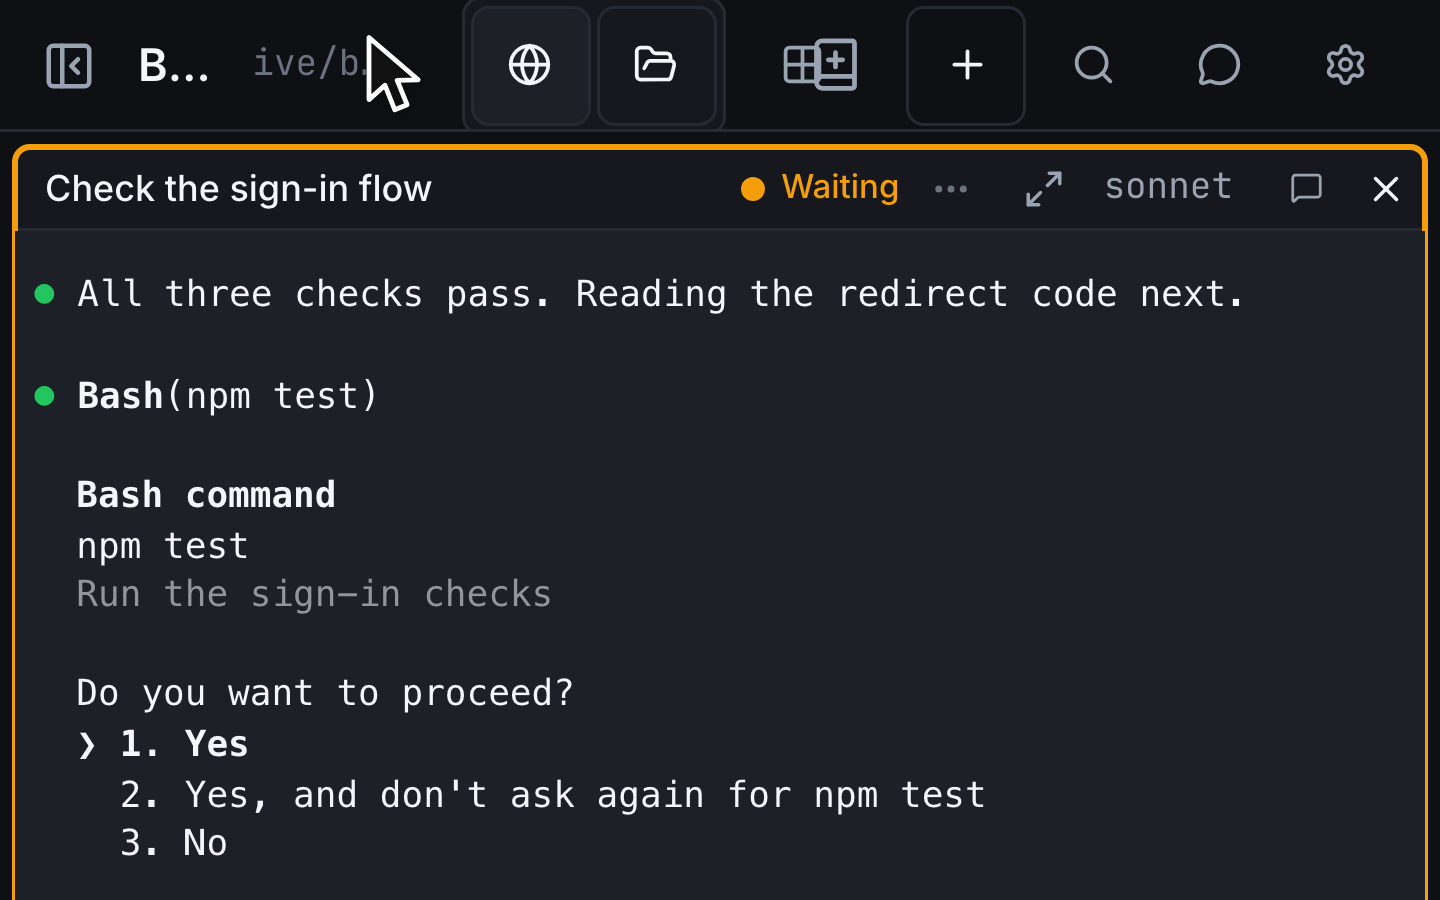 B...
ive/b.
Check the sign-in flow
Waiting
sonnet
All three checks pass. Reading the redirect code next.
Bash(npm test)
Bash command
npm test
Run the sign-in checks
Do you want to proceed?
❯ 1. Yes
2. Yes, and don't ask again for npm test
3. No